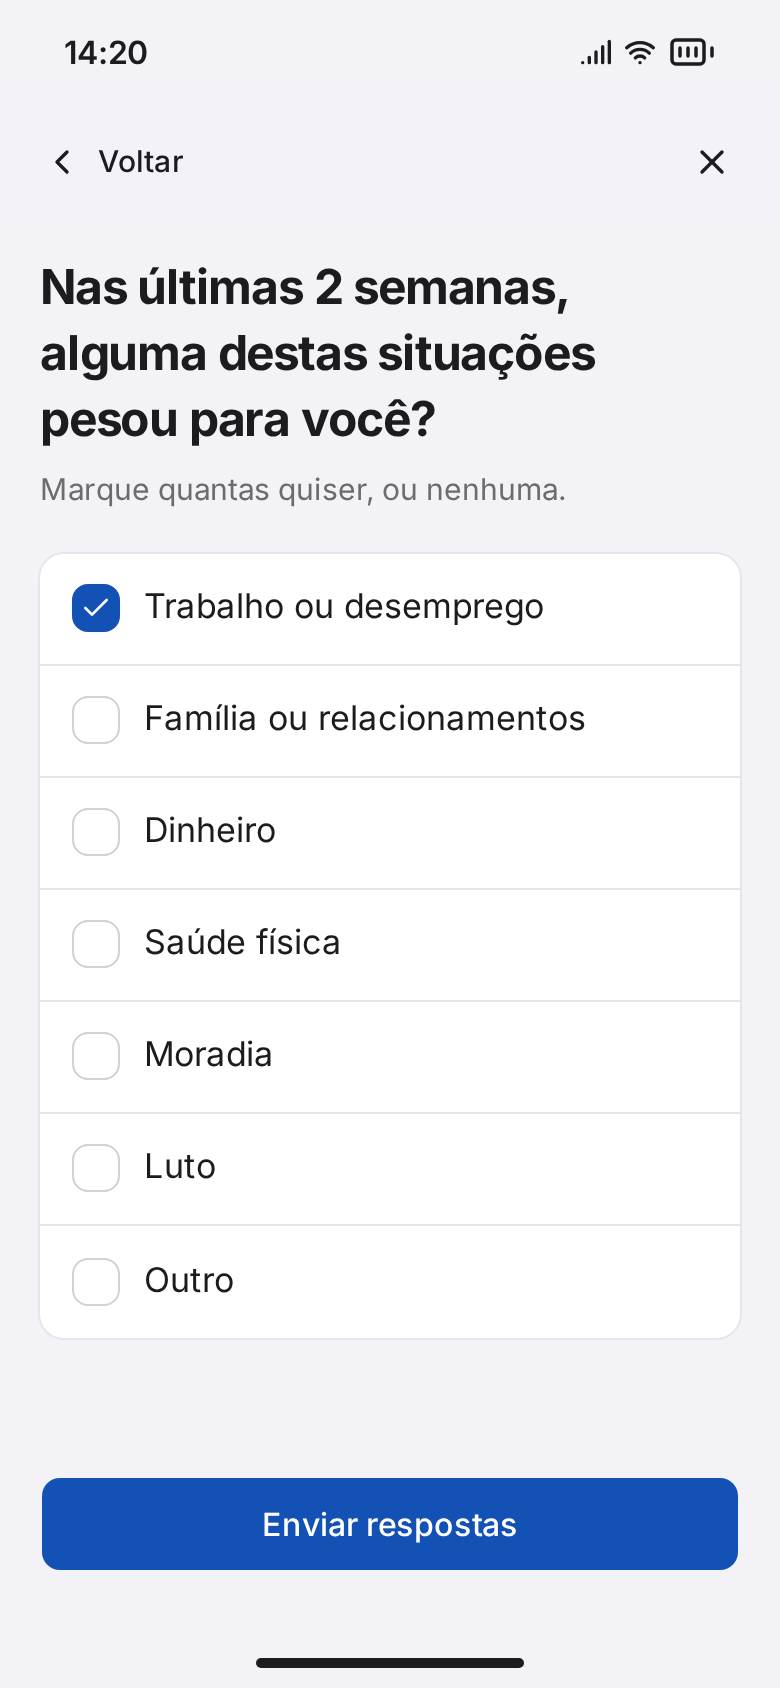 14:20
Voltar
Nas últimas 2 semanas,
alguma destas situações
pesou para você?
Marque quantas quiser, ou nenhuma.
Trabalho ou desemprego
Família ou relacionamentos
Dinheiro
Saúde física
Moradia
Luto
Outro
Enviar respostas